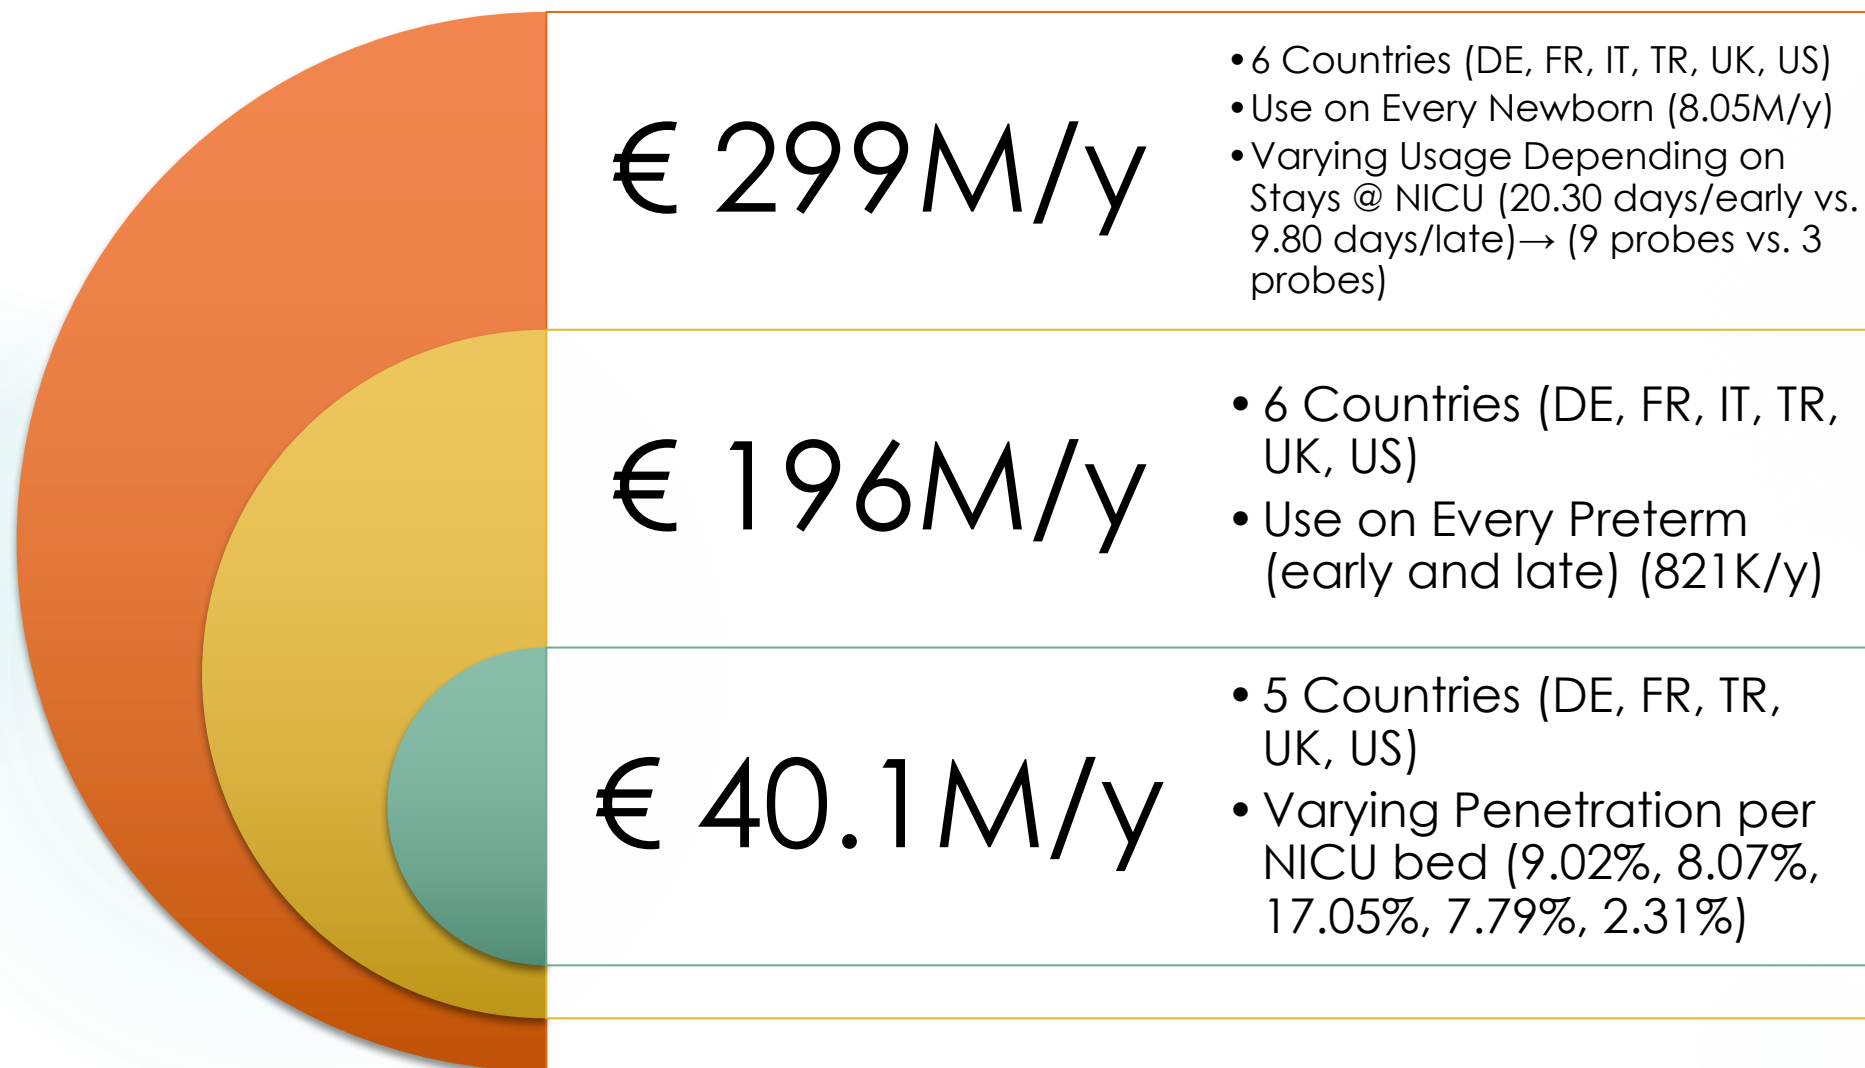 € 299M/y
•6 Countries (DE, FR, IT, TR, UK, US)
•Use on Every Newborn (8.05M/y)
•Varying Usage Depending on
Stays @ NICU (20.30 days/early vs.
9.80 days/late)→ (9 probes vs. 3
probes)
€ 196M/y
• 6 Countries (DE, FR, IT, TR,
UK, US)
• Use on Every Preterm
(early and late) (821K/y)
€ 40.1M/y
• 5 Countries (DE, FR, TR,
UK, US)
• Varying Penetration per
NICU bed (9.02%, 8.07%,
17.05%, 7.79%, 2.31%)